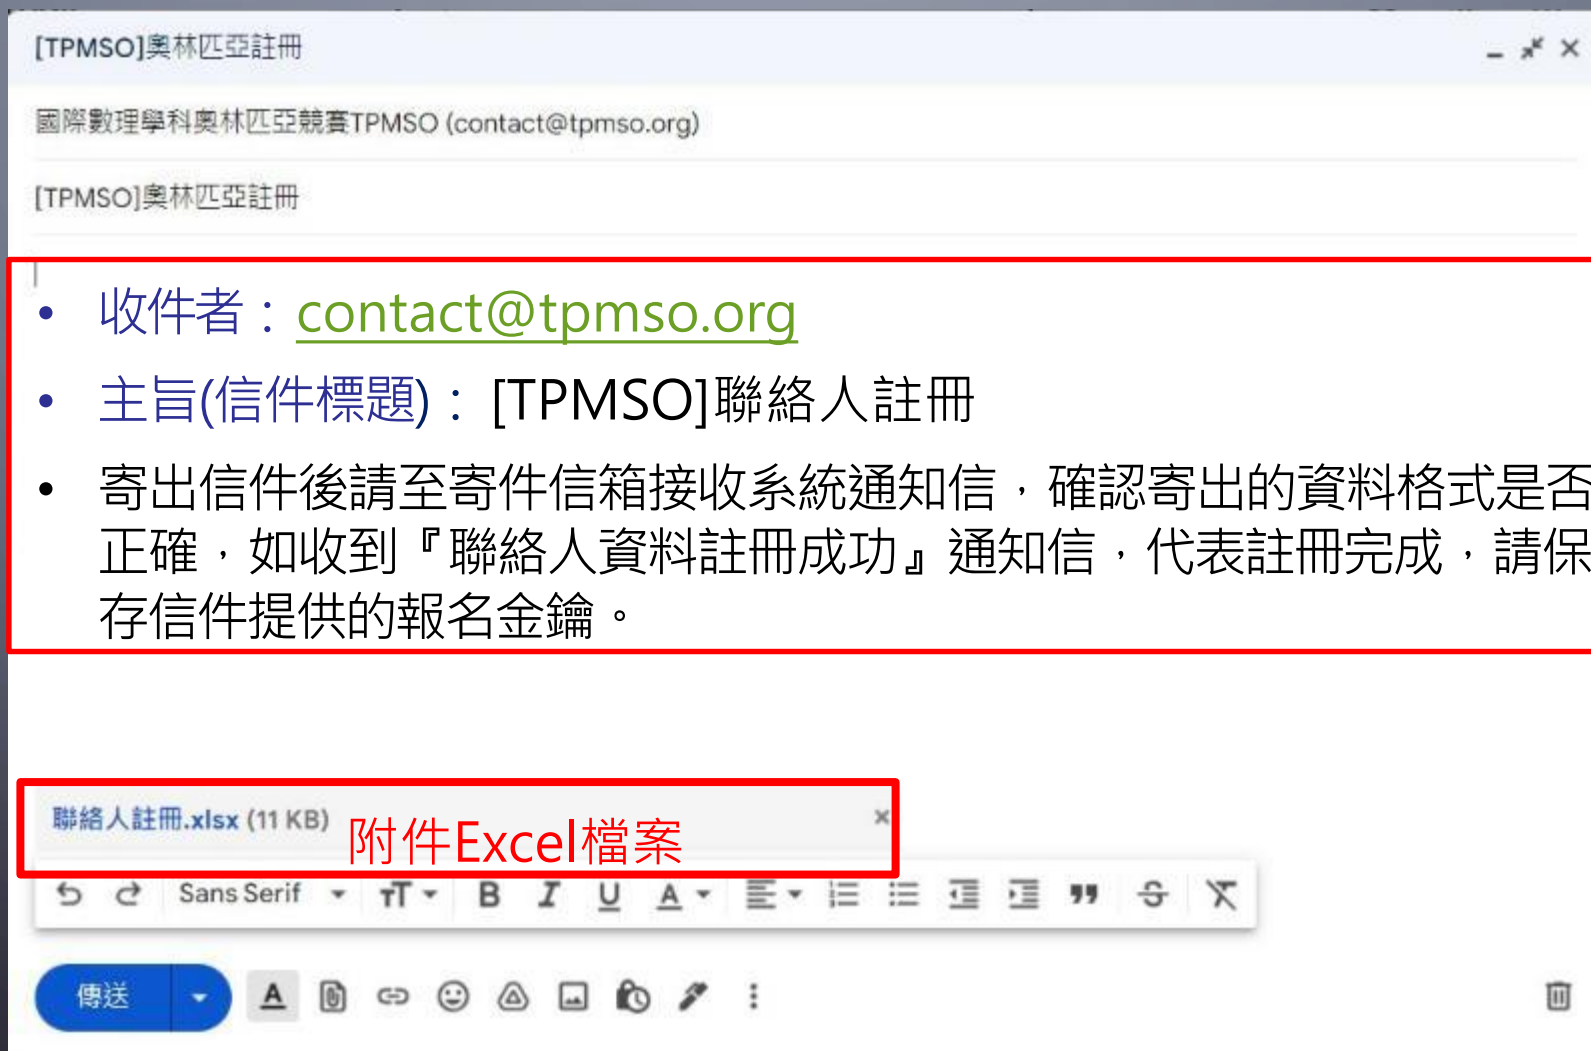 [TPMSO]奧林匹亞註冊
國際數理學科奧林匹亞競賽TPMSO (contact@tpmso.org)
[TPMSO]奧林匹亞註冊
• 收件者：contact@tpmso.org
• 主旨(信件標題)：[TPMSO]聯絡人註冊
• 寄出信件後請至寄件信箱接收系統通知信，確認寄出的資料格式是否
正確，如收到『聯絡人資料註冊成功』通知信，代表註冊完成，請保
存信件提供的報名金鑰。
聯絡人註冊.xlsx (11 KB)
附件Excel檔案
Sans Serif
傳送